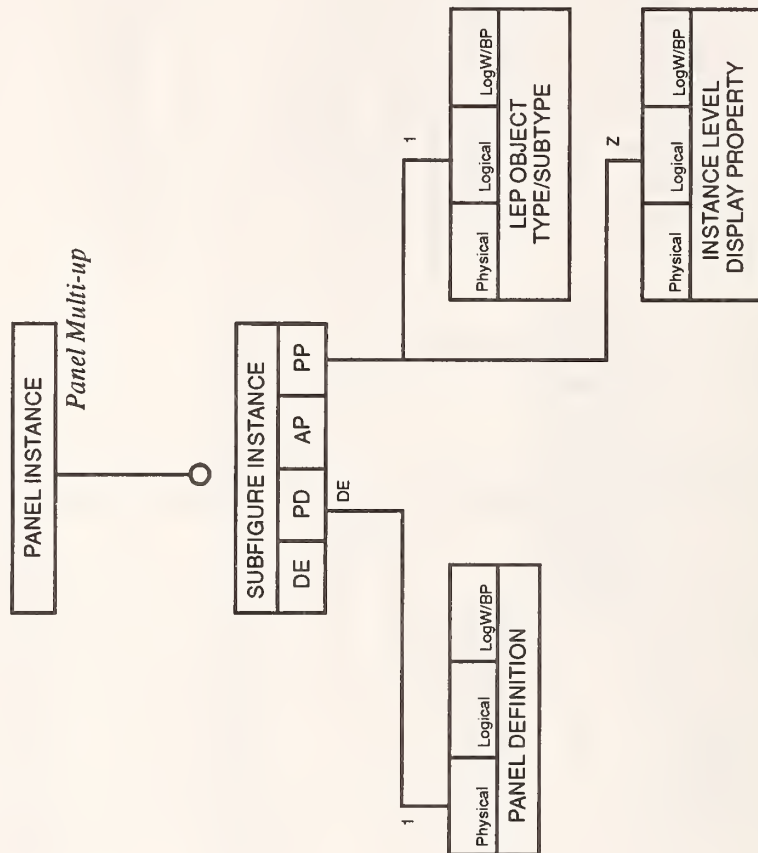 PANEL INSTANCE
Panel Multi-up
SUBFIGURE INSTANCE
DE PD AP PP
DE
1
Physical Logical LogW/BP
PANEL DEFINITION
1
Physical Logical LogW/BP
LEP OBJECT
TYPE/SUBTYPE
Z
Physical Logical LogW/BP
INSTANCE LEVEL
DISPLAY PROPERTY